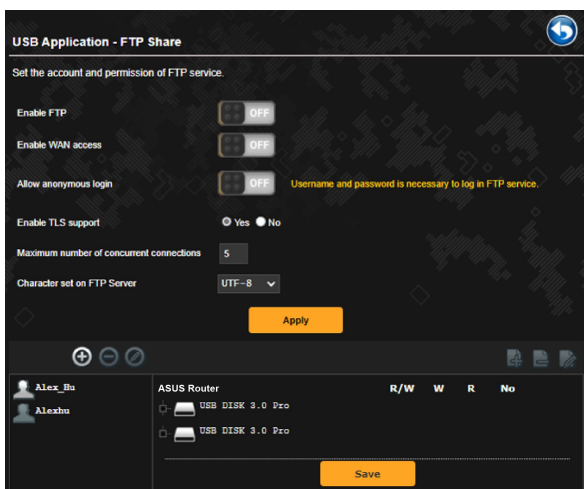 USB Application - FTP Share
Set the account and permission of FTP service.
Enable FTP OFF
Enable WAN access OFF
Allow anonymous login OFF Username and password is necessary to log in FTP service.
Enable TLS support Yes No
Maximum number of concurrent connections 5
Character set on FTP Server UTF-8
Apply
Alex_Hu
Alexhu
ASUS Router R/W W R No
USB DISK 3.0 Pro
USB DISK 3.0 Pro
Save